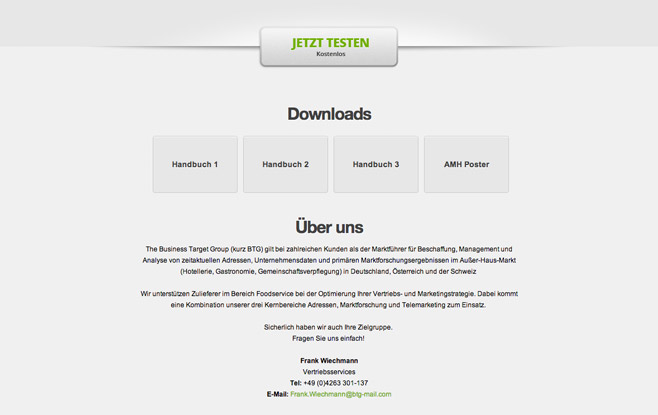 JETZT TESTEN
Kostenlos
Downloads
Handbuch 1
Handbuch 2
Handbuch 3
AMH Poster
Über uns
The Business Target Group (kurz BTG) gilt bei zahlreichen Kunden als der Marktführer für Beschaffung, Management und
Analyse von zeitaktuellen Adressen, Unternehmensdaten und primären Marktforschungsergebnissen im Außer-Haus-Markt
(Hotellerie, Gastronomie, Gemeinschaftsverpflegung) in Deutschland, Österreich und der Schweiz
Wir unterstützen Zulieferer im Bereich Foodservice bei der Optimierung Ihrer Vertriebs- und Marketingstrategie. Dabei kommt
eine Kombination unserer drei Kernbereiche Adressen, Marktforschung und Telemarketing zum Einsatz.
Sicherlich haben wir auch Ihre Zielgruppe.
Fragen Sie uns einfach!
Frank Wiechmann
Vertriebsservices
Tel: +49 (0)4263 301-137
E-Mail: Frank.Wiechmann@btg-mail.com